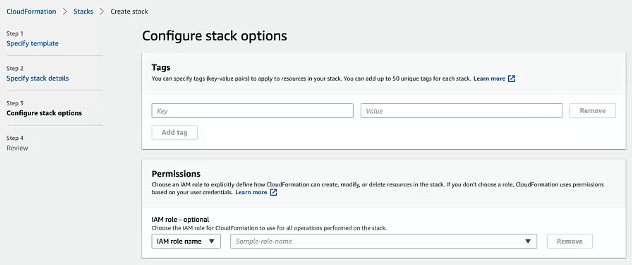 CloudFormation > Stacks > Create stack
Step 1
Specify template
Step 2
Specify stack details
Step 3
Configure stack options
Step 4
Review
Configure stack options
Tags
You can specify tags (key-value pairs) to apply to resources in your stack. You can add up to 50 unique tags for each stack. Learn more
Key
Value
Remove
Add tag
Permissions
Choose an IAM role to explicitly define how CloudFormation can create, modify, or delete resources in the stack. If you don't choose a role, CloudFormation uses permissions
based on your user credentials. Learn more
IAM role - optional
Choose the IAM role for CloudFormation to use for all operations performed on the stack.
IAM role name
Sample-role-name
Remove